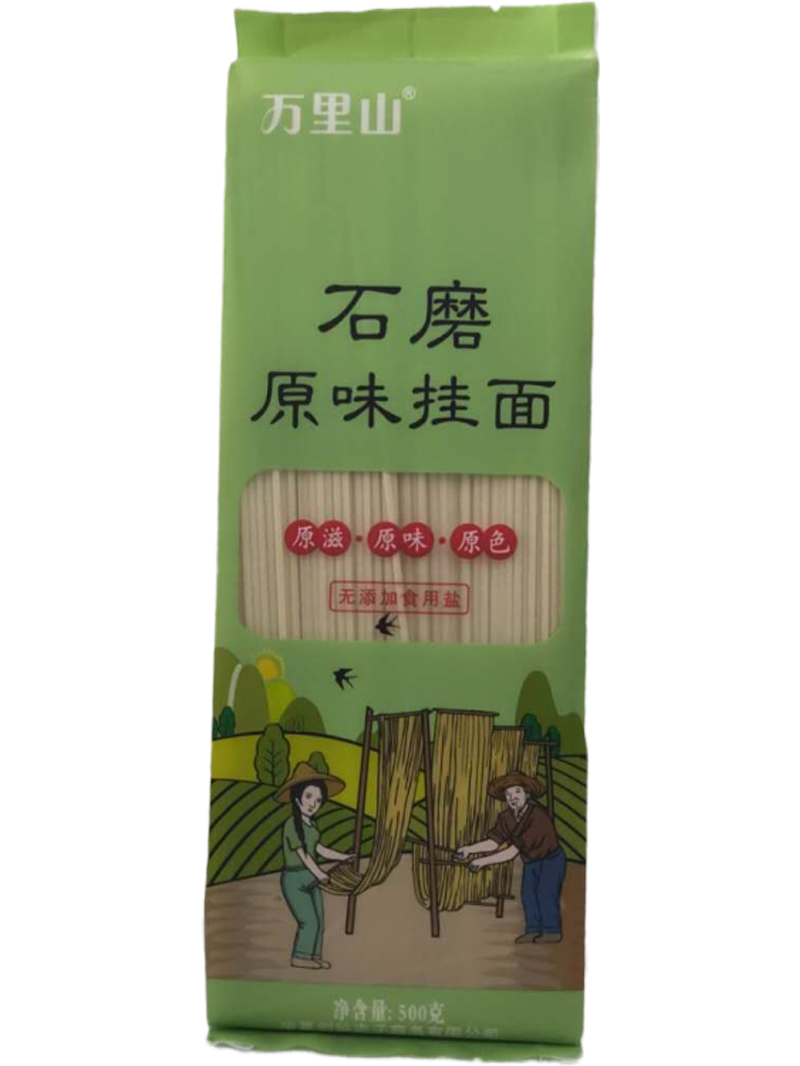 万里山®
石磨
原味挂面
原滋·原味·原色
无添加食用盐
净含量:500克